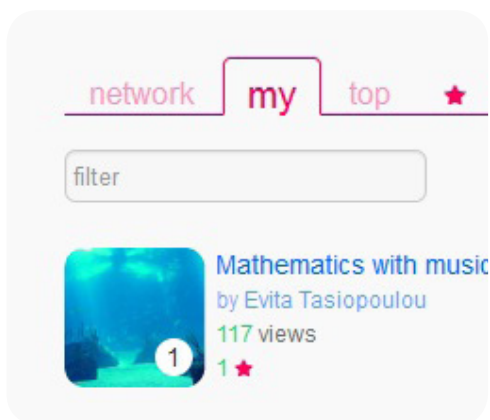 network my top ★
filter
Mathematics with music
by Evita Tasiopoulou
117 views
1
1 ★